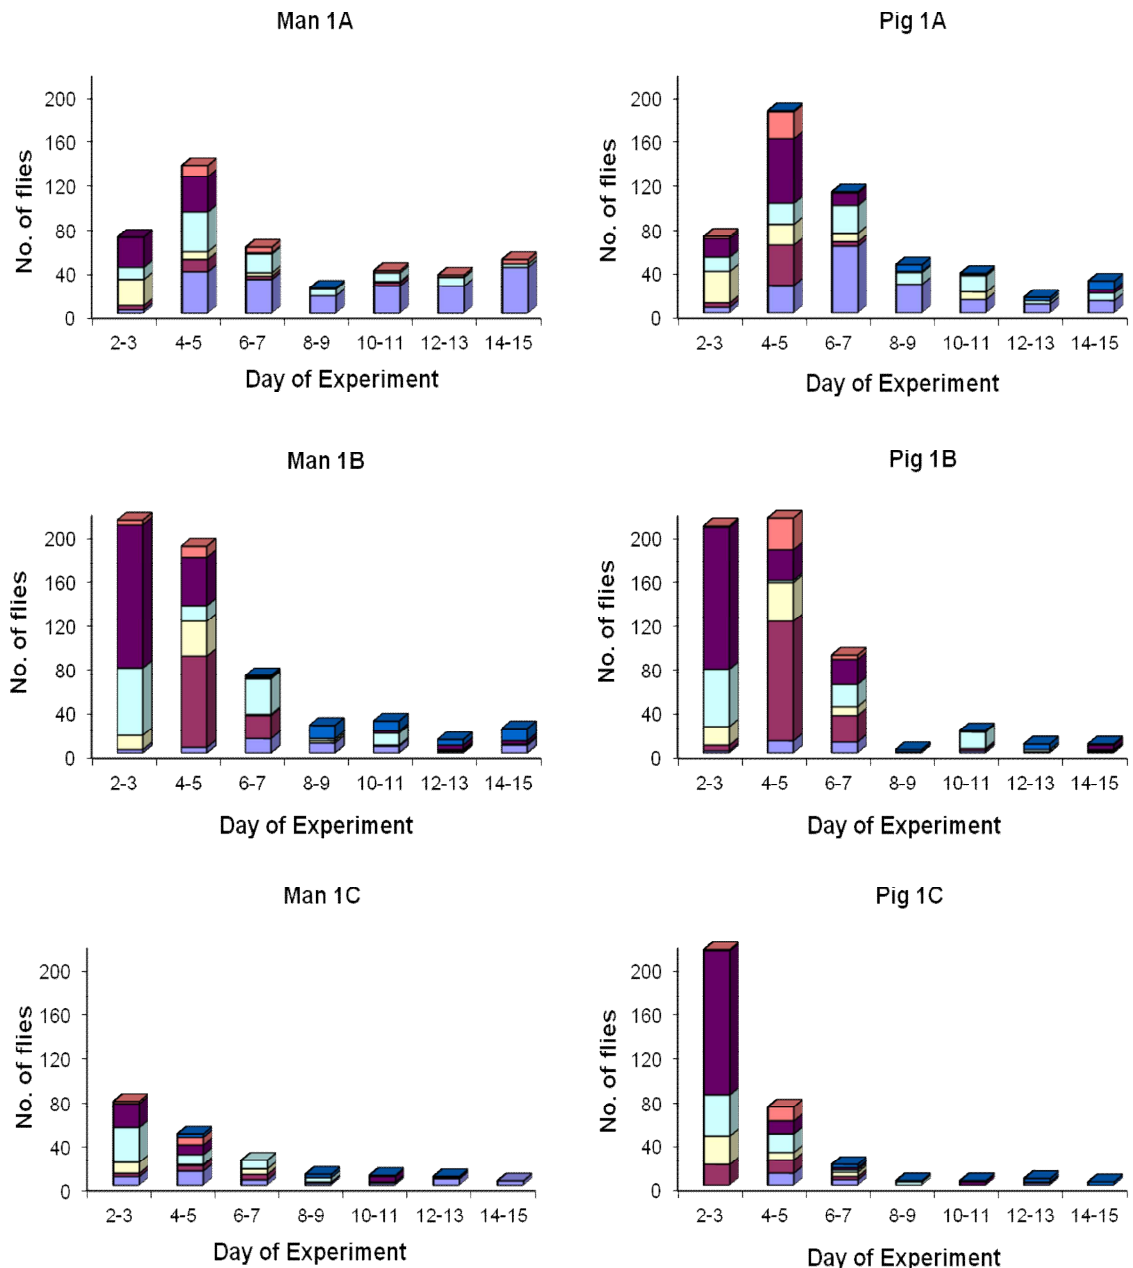 Man 1A
No. of flies
200
160
120
80
40
0
2-3 4-5 6-7 8-9 10-11 12-13 14-15
Day of Experiment
Pig 1A
No. of flies
200
160
120
80
40
0
2-3 4-5 6-7 8-9 10-11 12-13 14-15
Day of Experiment
Man 1B
No. of flies
200
160
120
80
40
0
2-3 4-5 6-7 8-9 10-11 12-13 14-15
Day of Experiment
Pig 1B
No. of flies
200
160
120
80
40
0
2-3 4-5 6-7 8-9 10-11 12-13 14-15
Day of Experiment
Man 1C
No. of flies
200
160
120
80
40
0
2-3 4-5 6-7 8-9 10-11 12-13 14-15
Day of Experiment
Pig 1C
No. of flies
200
160
120
80
40
0
2-3 4-5 6-7 8-9 10-11 12-13 14-15
Day of Experiment